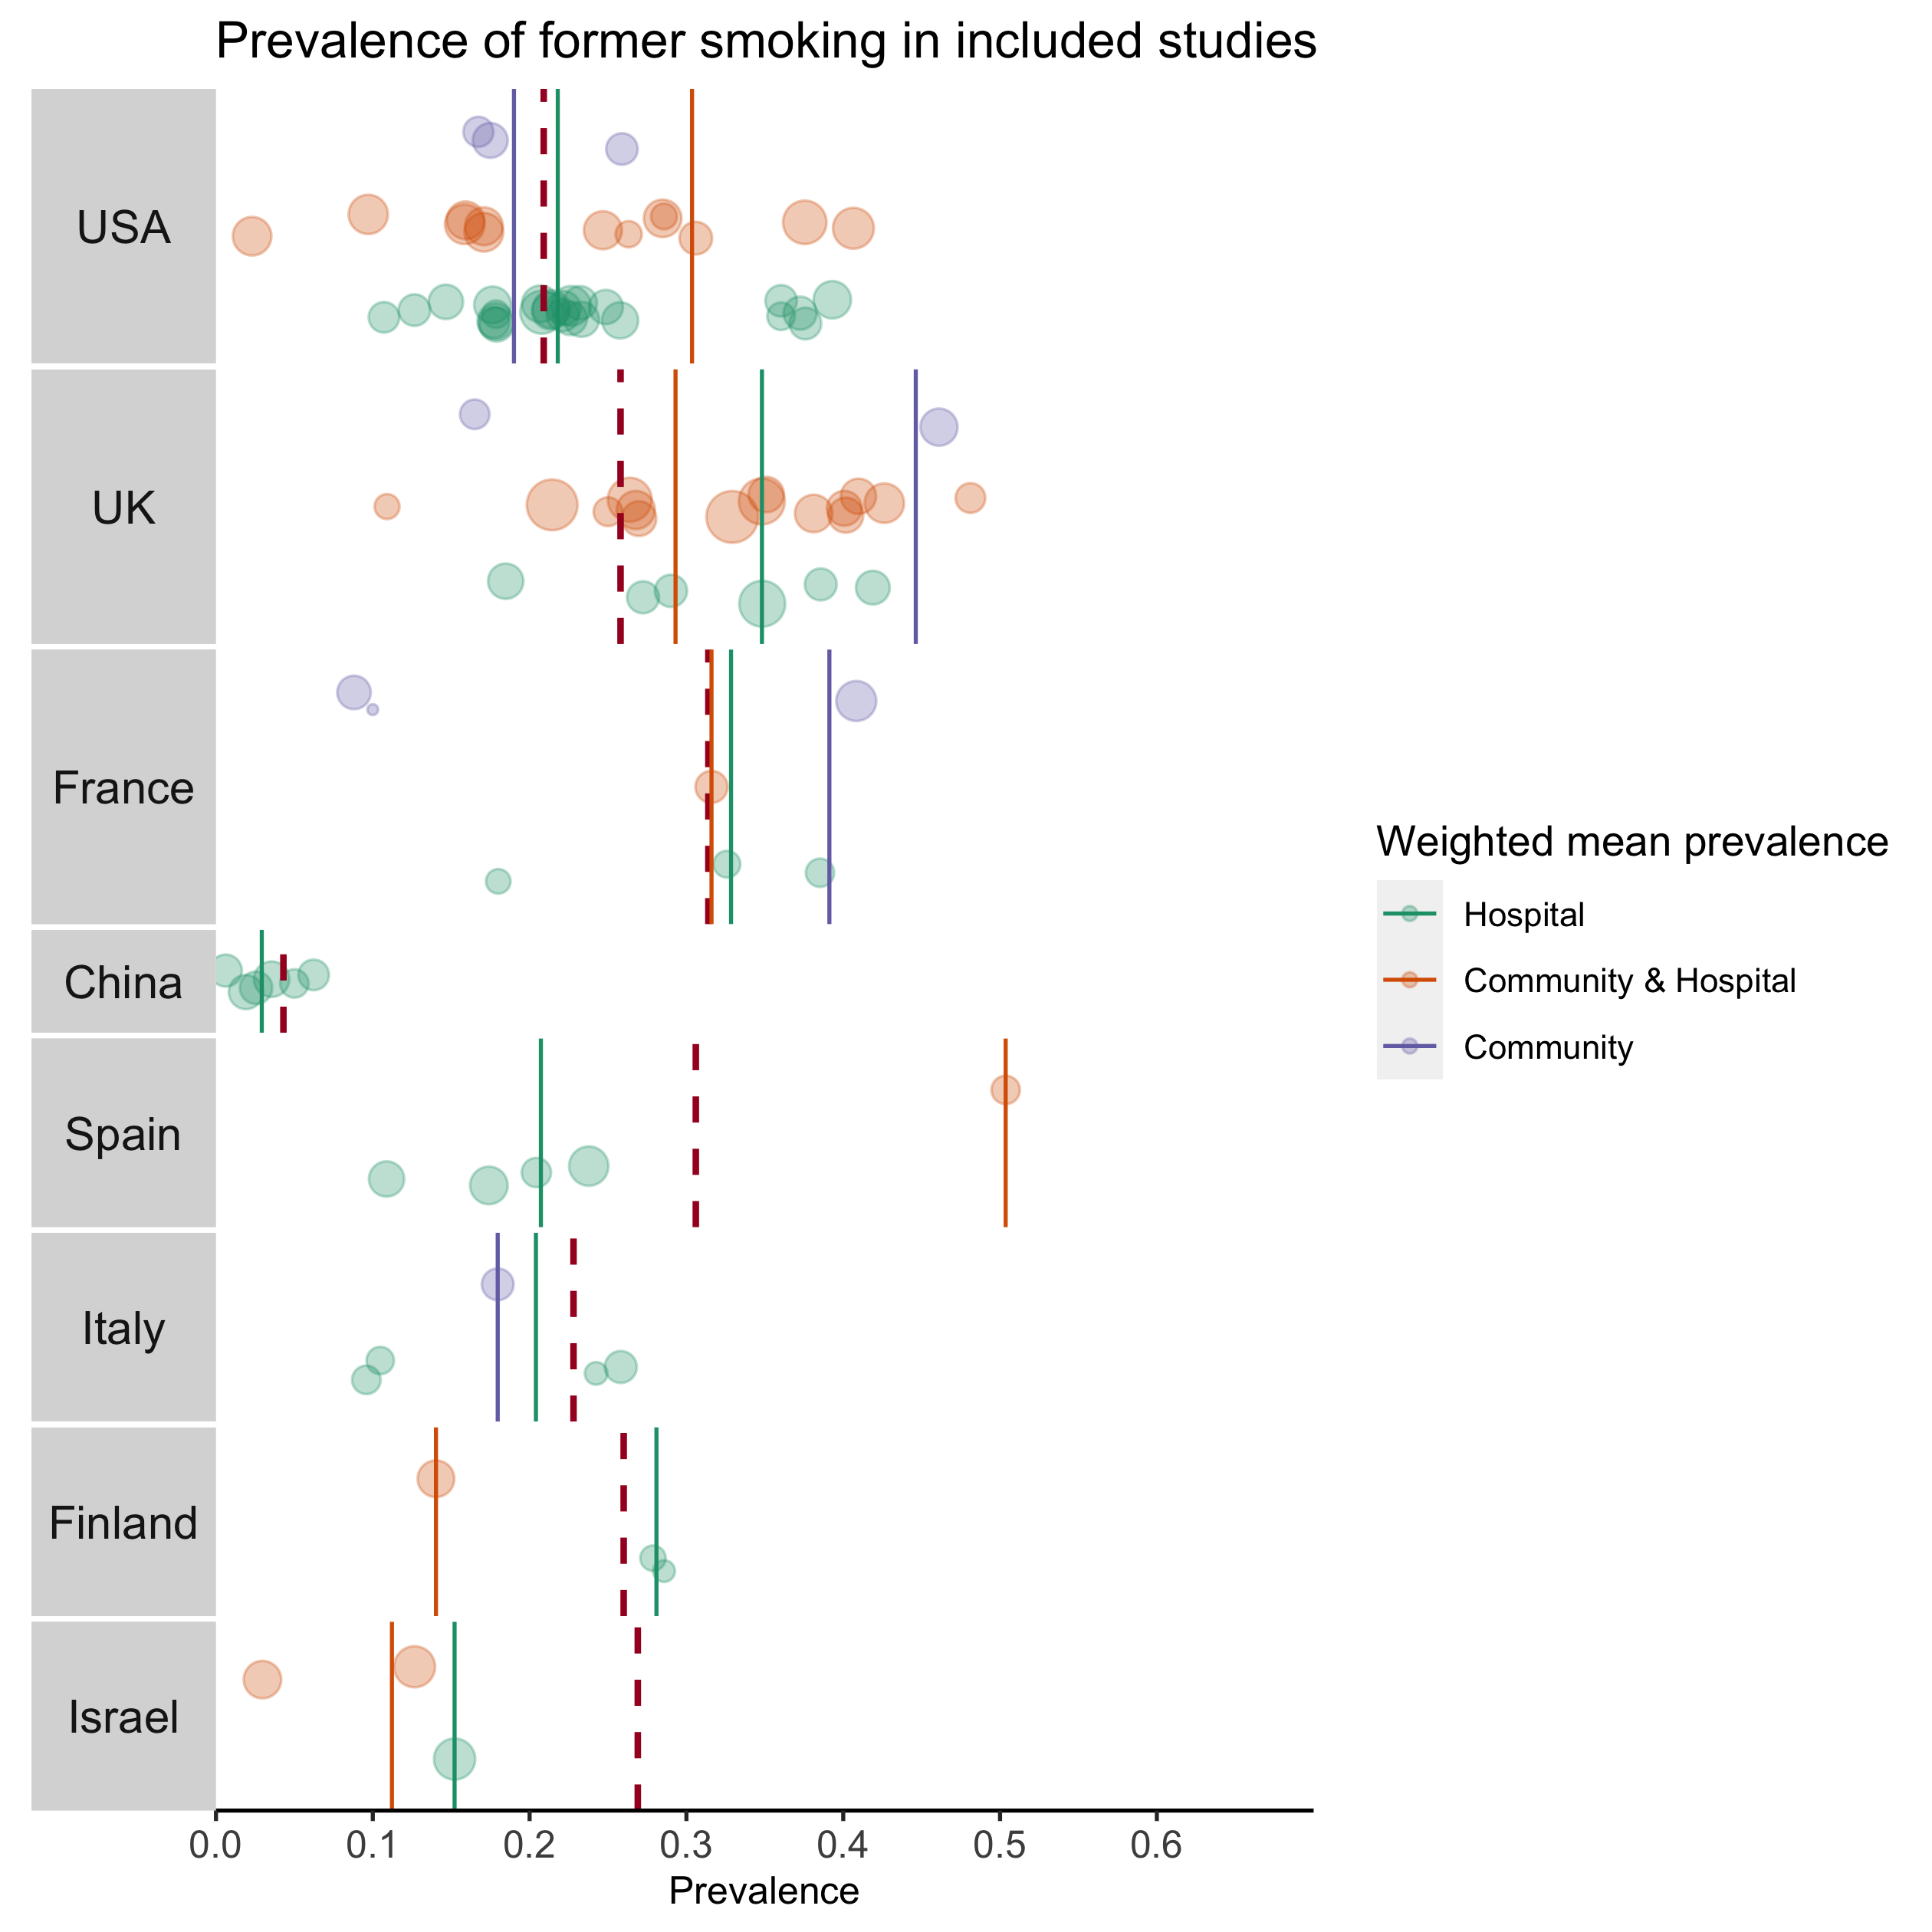 Prevalence of former smoking in included studies
USA
UK
France
China
Spain
Italy
Finland
Israel
0.0 0.1 0.2 0.3 0.4 0.5 0.6
Prevalence
Weighted mean prevalence
Hospital
Community & Hospital
Community